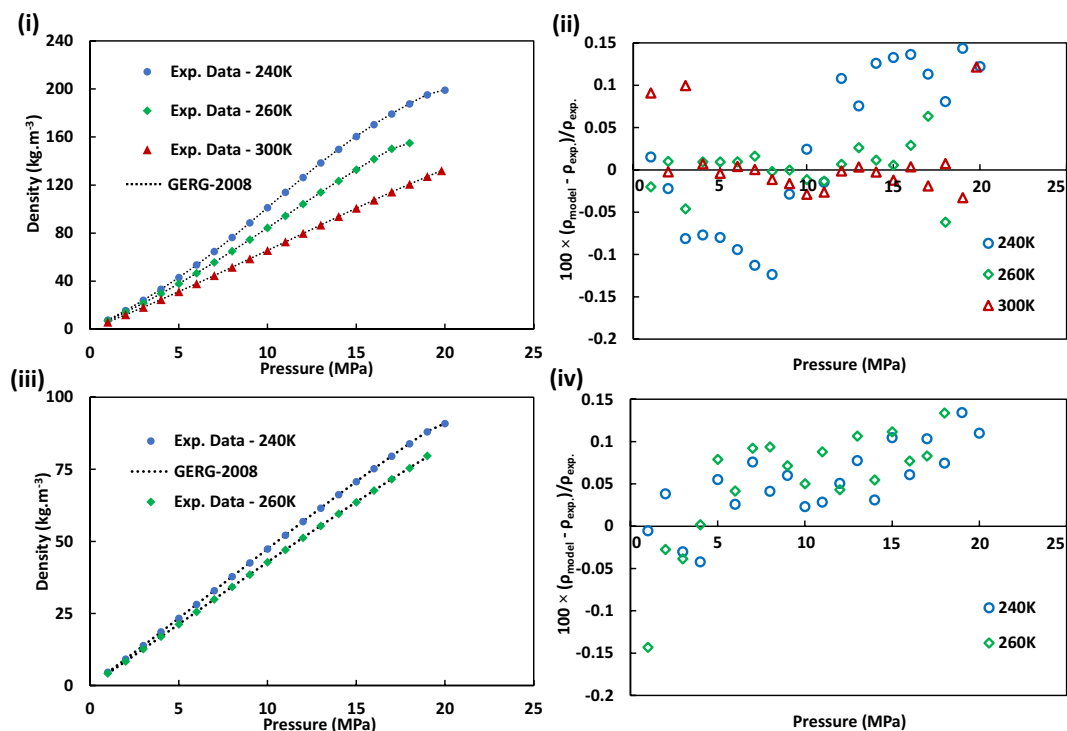 (i)
Density (kg.m-3)
240
200
160
120
80
40
0
Exp. Data - 240K
Exp. Data - 260K
Exp. Data - 300K
GERG-2008
0 5 10 15 20 25
Pressure (MPa)
(ii)
100 × (ρmodel - ρexp.)/ρexp.
0.15
0.1
0.05
0
-0.05
-0.1
-0.15
-0.2
0 5 10 15 20 25
240K
260K
300K
Pressure (MPa)
(iii)
Density (kg.m-3)
100
75
50
25
0
Exp. Data - 240K
GERG-2008
Exp. Data - 260K
0 5 10 15 20 25
Pressure (MPa)
(iv)
100 × (ρmodel - ρexp.)/ρexp.
0.15
0.1
0.05
0
-0.05
-0.1
-0.15
-0.2
0 5 10 15 20 25
240K
260K
Pressure (MPa)